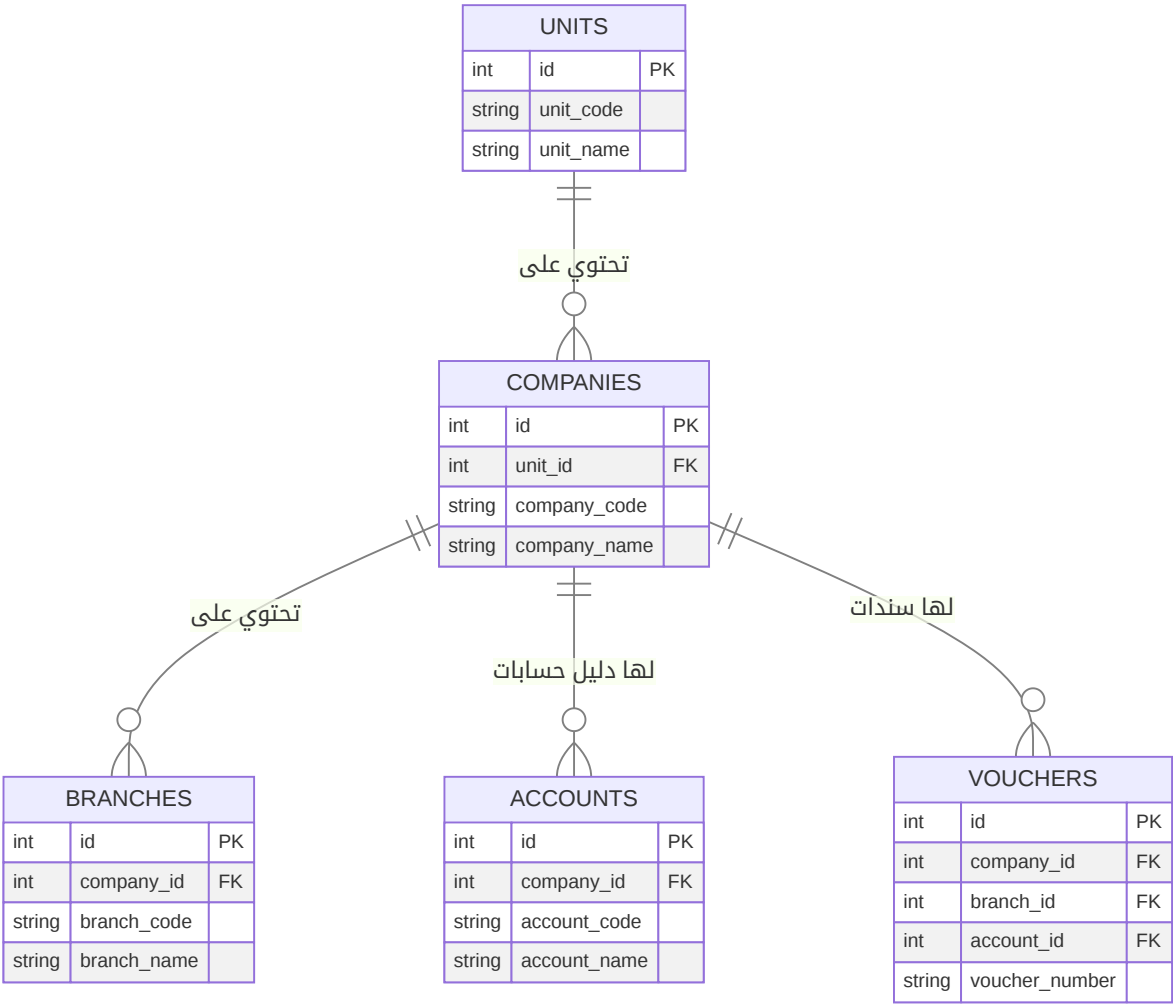 UNITS
int id PK
string unit_code
string unit_name
تحتوي على
COMPANIES
int id PK
int unit_id FK
string company_code
string company_name
تحتوي على
لها دليل حسابات
لها سندات
BRANCHES
int id PK
int company_id FK
string branch_code
string branch_name
ACCOUNTS
int id PK
int company_id FK
string account_code
string account_name
VOUCHERS
int id PK
int company_id FK
int branch_id FK
int account_id FK
string voucher_number